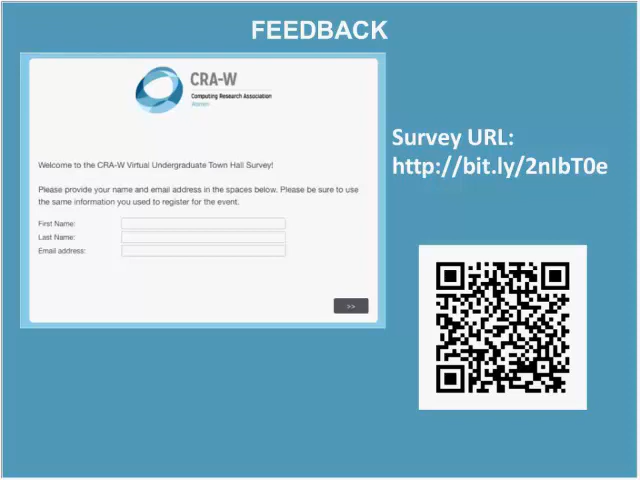 FEEDBACK
CRA-W
Computing Research Association
Women
Welcome to the CRA-W Virtual Undergraduate Town Hall Survey!
Please provide your name and email address in the spaces below. Please be sure to use
the same information you used to register for the event.
First Name:
Last Name:
Email address:
>>
Survey URL:
http://bit.ly/2nIbT0e